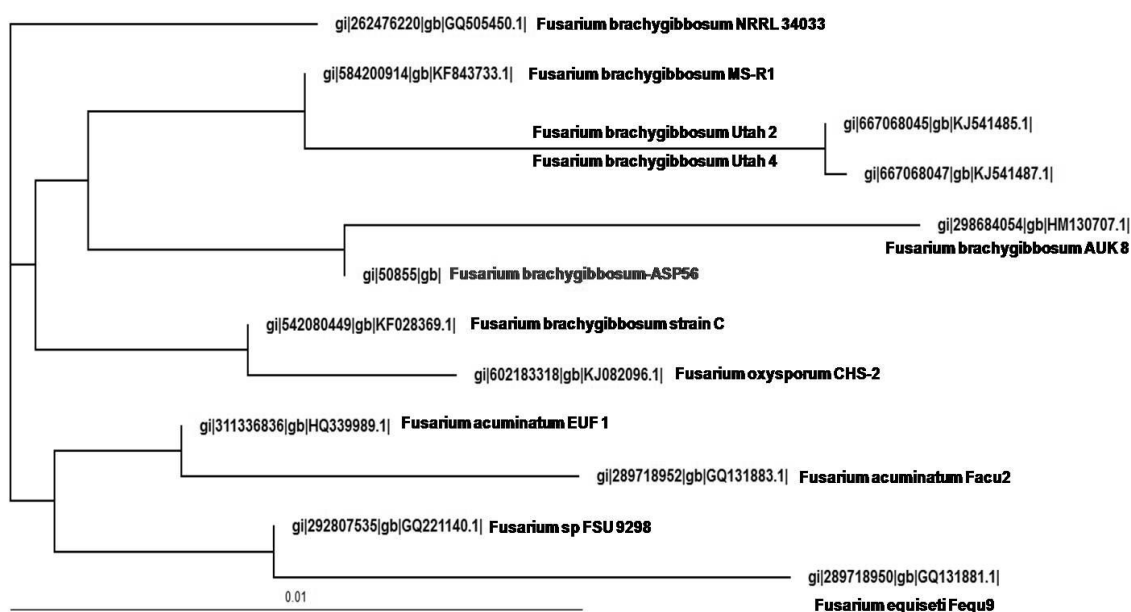 gi|262476220|gb|GQ505450.1| Fusarium brachygibbosum NRRL 34033
gi|584200914|gb|KF843733.1| Fusarium brachygibbosum MS-R1
Fusarium brachygibbosum Utah 2 gi|667068045|gb|KJ541485.1|
Fusarium brachygibbosum Utah 4 gi|667068047|gb|KJ541487.1|
gi|298684054|gb|HM130707.1|
Fusarium brachygibbosum AUK 8
gi|50855|gb| Fusarium brachygibbosum-ASP56
gi|542080449|gb|KF028369.1| Fusarium brachygibbosum strain C
gi|602183318|gb|KJ082096.1| Fusarium oxysporum CHS-2
gi|311336836|gb|HQ339989.1| Fusarium acuminatum EUF 1
gi|289718952|gb|GQ131883.1| Fusarium acuminatum Facu2
gi|292807535|gb|GQ221140.1| Fusarium sp FSU 9298
gi|289718950|gb|GQ131881.1|
0.01
Fusarium equiseti Fequ9